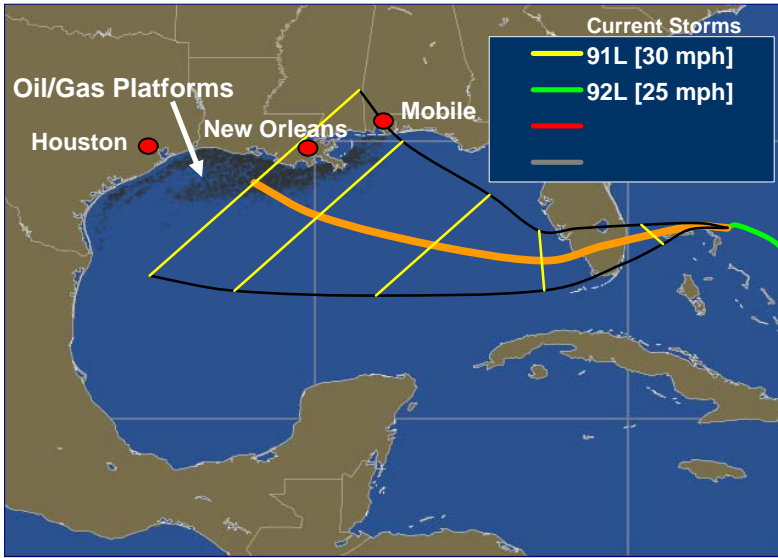 Current Storms
91L [30 mph]
92L [25 mph]
Oil/Gas Platforms
Mobile
New Orleans
Houston